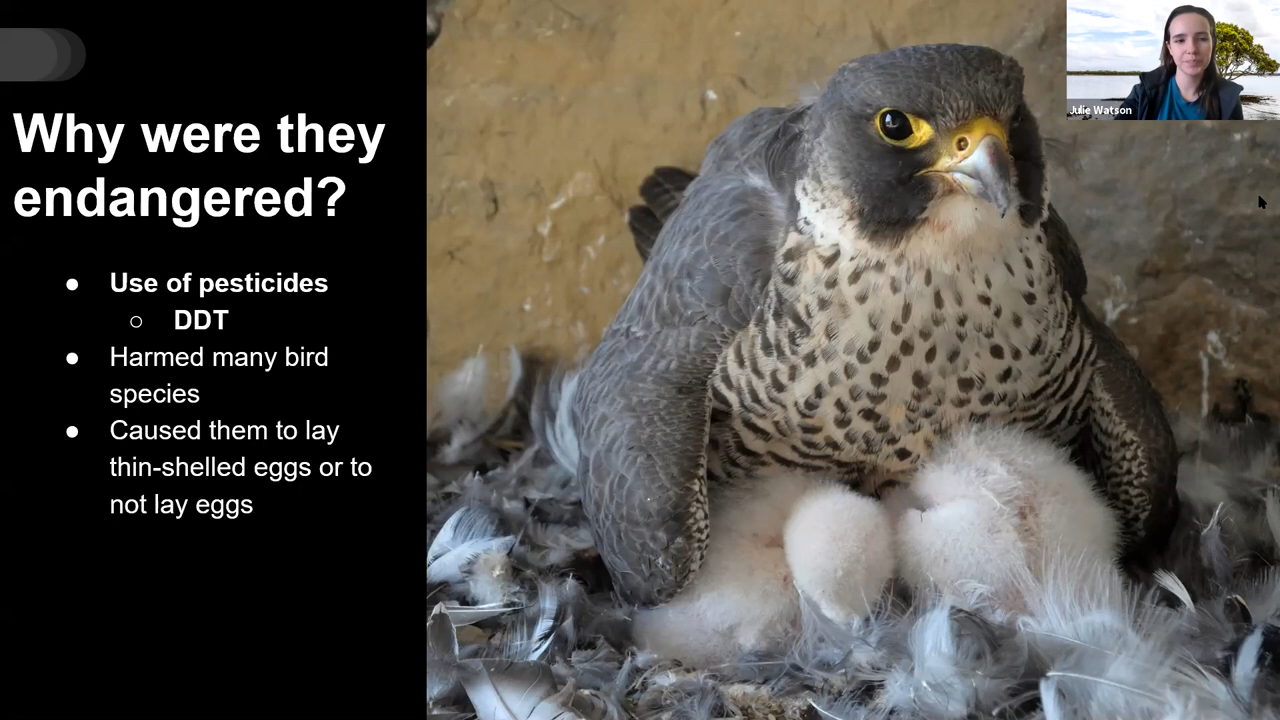 Why were they
endangered?
● Use of pesticides
○ DDT
● Harmed many bird
species
● Caused them to lay
thin-shelled eggs or to
not lay eggs
Julie Watson